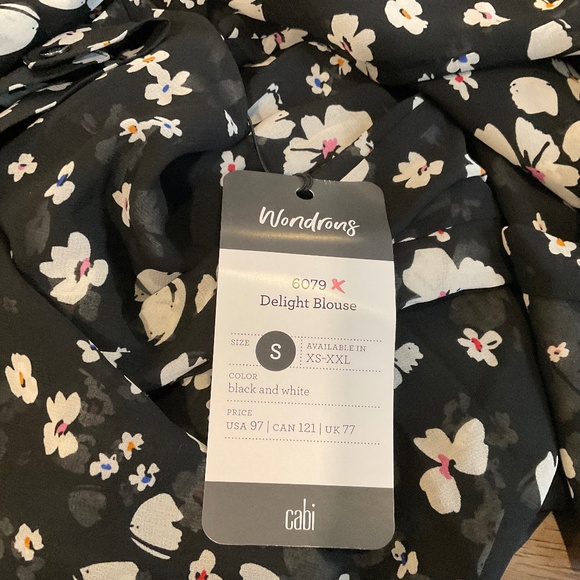 Wondrous
6079 X
Delight Blouse
SIZE
S
AVAILABLE IN
XS-XXL
COLOR
black and white
PRICE
USA 97 | CAN 121 | UK 77
cabi